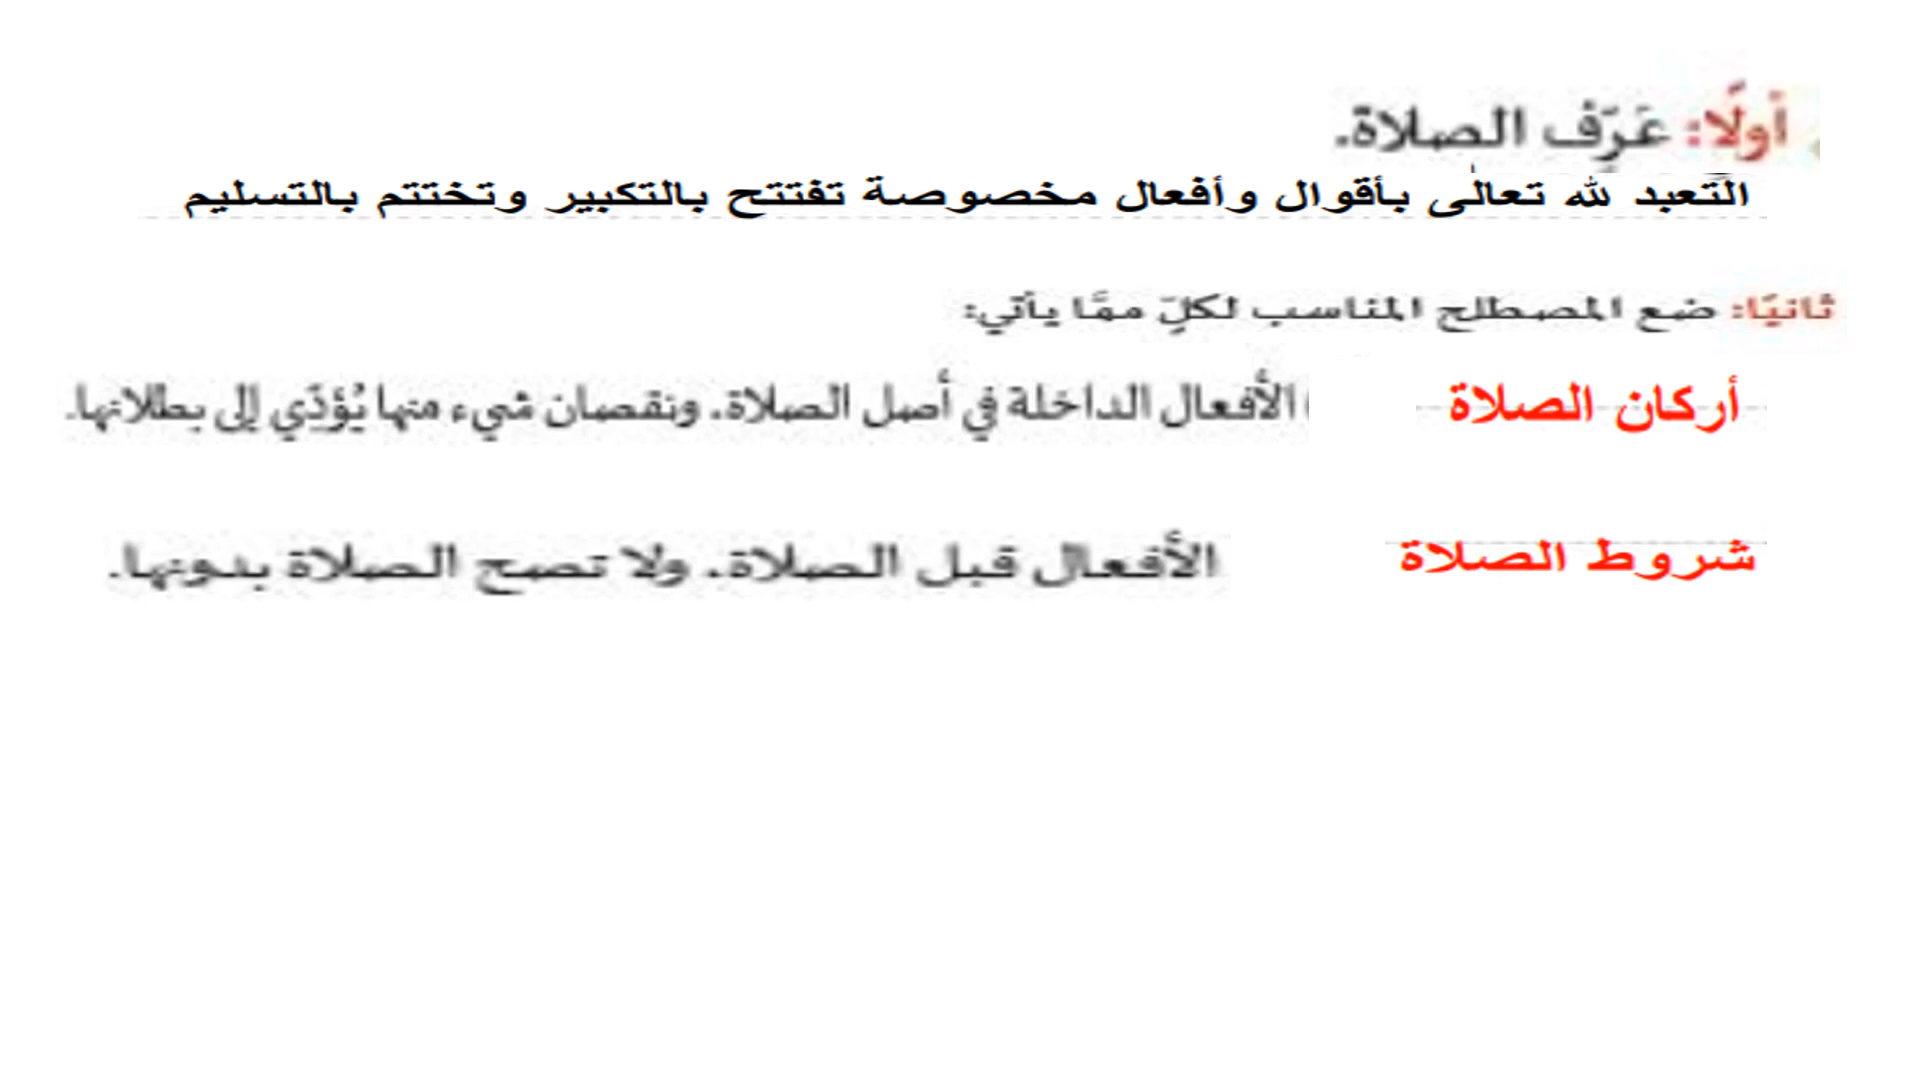 أولًا: عَرِّف الصلاة.
التعبد لله تعالى بأقوال وأفعال مخصوصة تفتتح بالتكبير وتختتم بالتسليم
ثانيًا: ضع المصطلح المناسب لكلٍّ ممَّا يأتي:
أركان الصلاة الأفعال الداخلة في أصل الصلاة. ونقصان شيء منها يُؤدّي إلى بطلانها.
شروط الصلاة الأفعال قبل الصلاة. ولا تصح الصلاة بدونها.